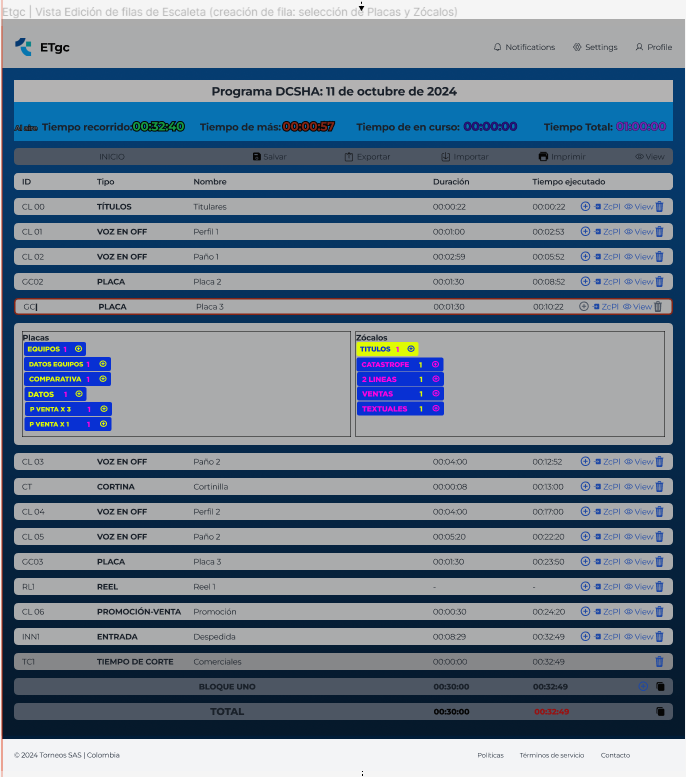 Etgc | Vista Edición de filas de Escaleta (creación de fila: selección de Placas y Zócalos)
ETgc Notifications Settings Profile
Programa DCSHA: 11 de octubre de 2024
Al aire Tiempo recorrido: 00:32:40 Tiempo de más: 00:00:57 Tiempo de en curso: 00:00:00 Tiempo Total: 01:00:00
INICIO Salvar Exportar Importar Imprimir View
ID Tipo Nombre Duración Tiempo ejecutado
CL 00 TÍTULOS Titulares 00:00:22 00:00:22 ZcPl View
CL 01 VOZ EN OFF Perfil 1 00:01:00 00:02:53 ZcPl View
CL 02 VOZ EN OFF Paño 1 00:02:59 00:05:52 ZcPl View
GC02 PLACA Placa 2 00:01:30 00:08:52 ZcPl View
GC PLACA Placa 3 00:01:30 00:10:22 ZcPl View
Placas
EQUIPOS 1
DATOS EQUIPOS 1
COMPARATIVA 1
DATOS 1
P VENTA X 3 1
P VENTA X 1 1
Zócalos
TITULOS 1
CATASTROFE 1
2 LINEAS 1
VENTAS 1
TEXTUALES 1
CL 03 VOZ EN OFF Paño 2 00:04:00 00:12:52 ZcPl View
CT CORTINA Cortinilla 00:00:08 00:13:00 ZcPl View
CL 04 VOZ EN OFF Perfil 2 00:04:00 00:17:00 ZcPl View
CL 05 VOZ EN OFF Paño 2 00:05:20 00:22:20 ZcPl View
GC03 PLACA Placa 3 00:01:30 00:23:50 ZcPl View
RL1 REEL Reel 1 - - ZcPl View
CL 06 PROMOCIÓN-VENTA Promoción 00:00:30 00:24:20 ZcPl View
INN1 ENTRADA Despedida 00:08:29 00:32:49 ZcPl View
TC1 TIEMPO DE CORTE Comerciales 00:00:00 00:32:49
BLOQUE UNO 00:30:00 00:32:49
TOTAL 00:30:00 00:32:49
© 2024 Torneos SAS | Colombia Políticas Términos de servicio Contacto